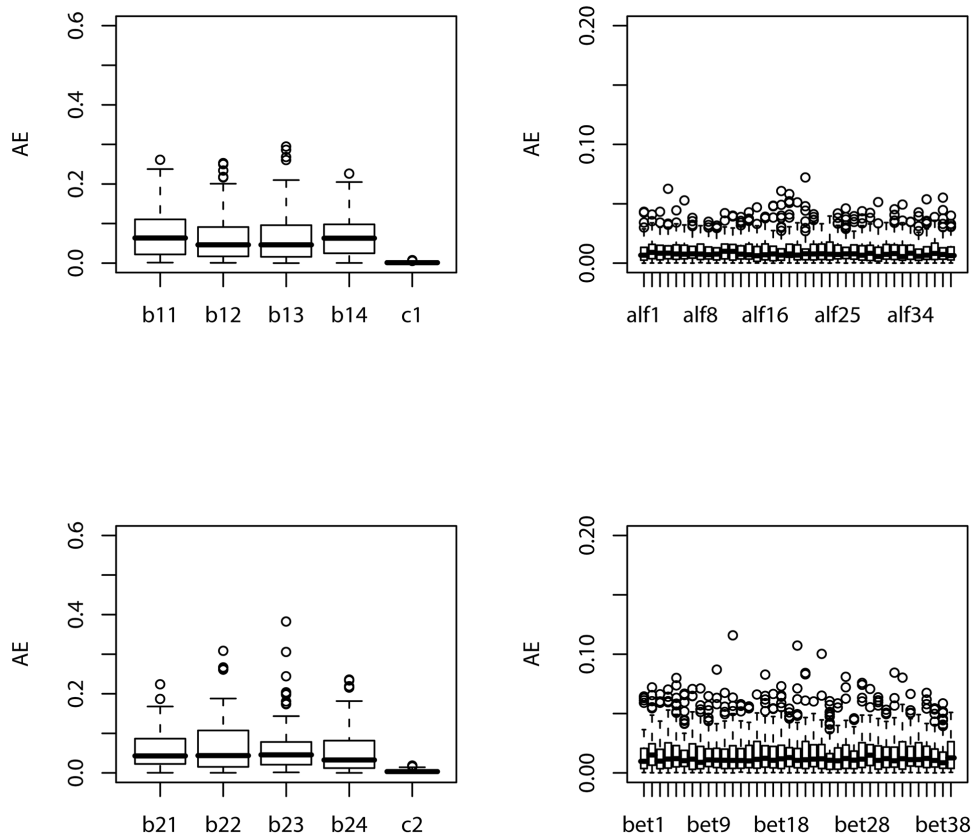 AE
0.0 0.2 0.4 0.6
b11 b12 b13 b14 c1
AE
0.00 0.10 0.20
alf1 alf8 alf16 alf25 alf34
AE
0.0 0.2 0.4 0.6
b21 b22 b23 b24 c2
AE
0.00 0.10 0.20
bet1 bet9 bet18 bet28 bet38